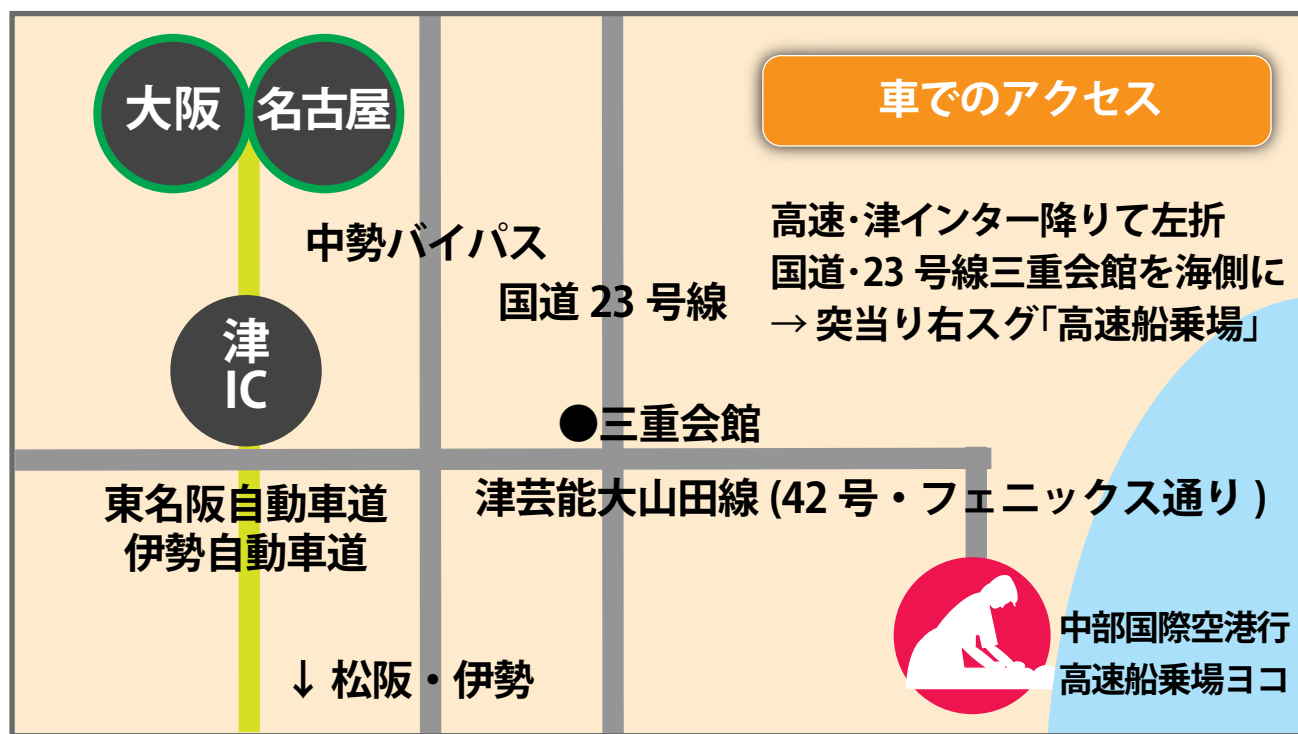 大阪
名古屋
車でのアクセス
高速・津インター降りて左折
国道・23 号線三重会館を海側に
→ 突当り右スグ「高速船乗場」
中勢バイパス
国道 23 号線
津
IC
●三重会館
東名阪自動車道
伊勢自動車道
津芸能大山田線 (42 号・フェニックス通り )
↓ 松阪・伊勢
中部国際空港行
高速船乗場ヨコ